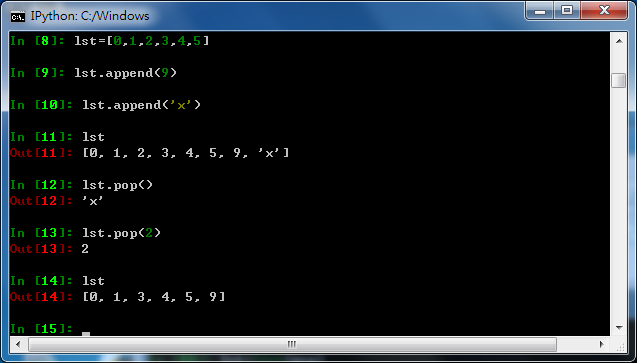 IPython: C:/Windows
In [8]: lst=[0,1,2,3,4,5]
In [9]: lst.append(9)
In [10]: lst.append('x')
In [11]: lst
Out[11]: [0, 1, 2, 3, 4, 5, 9, 'x']
In [12]: lst.pop()
Out[12]: 'x'
In [13]: lst.pop(2)
Out[13]: 2
In [14]: lst
Out[14]: [0, 1, 3, 4, 5, 9]
In [15]: